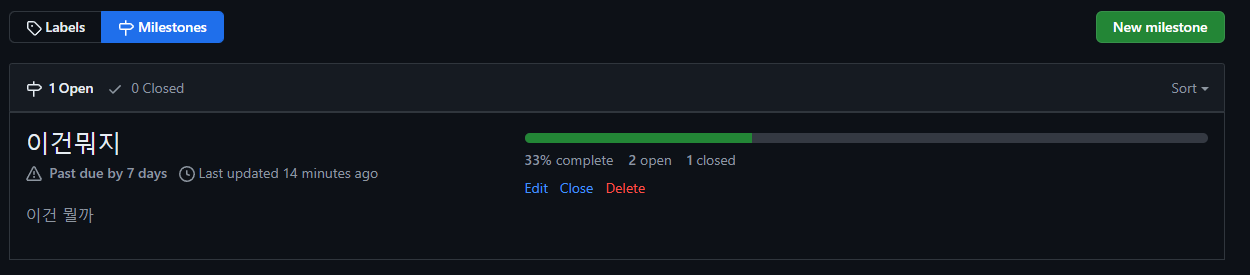 Labels Milestones New milestone
1 Open 0 Closed Sort
이건뭐지
33% complete 2 open 1 closed
Past due by 7 days Last updated 14 minutes ago
Edit Close Delete
이건 뭘까